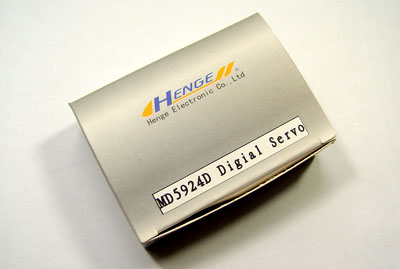 HENGE®
Henge Electronic Co.,Ltd
MD5924D Digial Servo